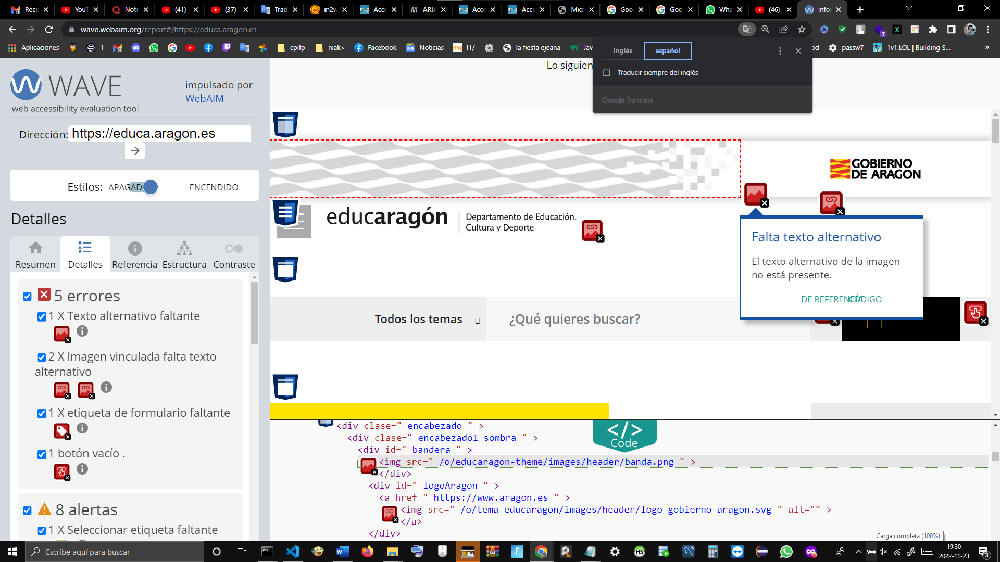 Recil
YouT
Noti
(41)
(37)
Trad
in2w
Acce
ARIA
Acce
Acce
Micr
Goo
Goo
Wha
(46)
Info
wave.webaim.org/report#/https://educa.aragon.es
7
Aplicaciones
1
cpifp
niak<
Facebook
Noticias
rtve
l1/
la fiesta ejeana
Jav
od
passw7
1v1.LOL | Building S...
»
inglés
español
Traducir siempre del inglés
Google Translate
WAVE
web accessibility evaluation tool
impulsado por
WebAIM
Dirección:
https://educa.aragon.es
Estilos:
APAGAD
ENCENDIDO
Detalles
Resumen
Detalles
Referencia
Estructura
Contraste
5 errores
1 X Texto alternativo faltante
2 X Imagen vinculada falta texto
alternativo
1 X etiqueta de formulario faltante
1 botón vacío .
8 alertas
1 X Seleccionar etiqueta faltante
Lo siguien
GOBIERNO
DE ARAGON
educaragón
Departamento de Educación,
Cultura y Deporte
Falta texto alternativo
El texto alternativo de la imagen
no está presente.
DE REFERENCIA
CÓDIGO
Todos los temas
¿Qué quieres buscar?
</>
Code
<div clase=" encabezado " >
<div clase=" encabezado1 sombra " >
<div id=" bandera " >
<img src=" /o/educaragon-theme/images/header/banda.png " >
</div>
<div id=" logoAragon " >
<a href=" https://www.aragon.es " >
<img src=" /o/tema-educaragon/images/header/logo-gobierno-aragon.svg " alt="" >
</a>
</div>
Carga completa (100%)
Escribe aquí para buscar
HS
19:30
2022-11-23
3